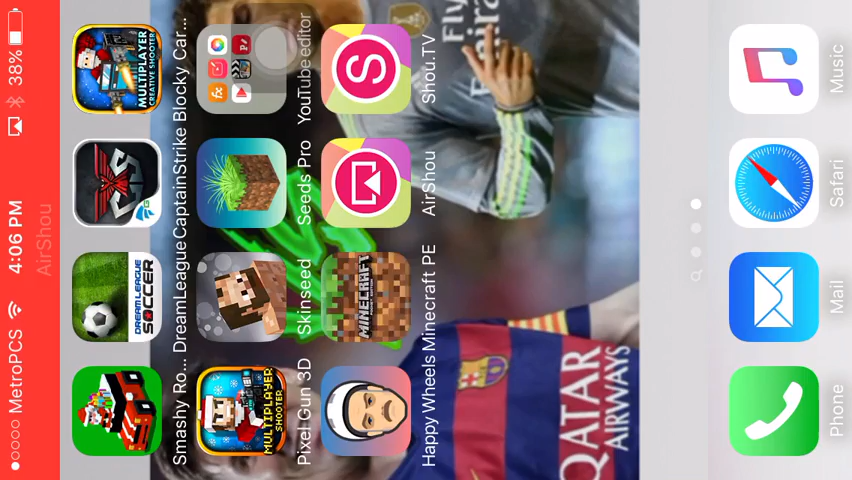 MetroPCS 4:06 PM 38%
AirShou
MULTIPLAYER
CREATIVE SHOOTER
DREAM LEAGUE
SOCCER
Smashy Ro... DreamLeague CaptainStrike Blocky Car...
MULTIPLAYER
SHOOTER
Pixel Gun 3D Skinseed Seeds Pro YouTube editor
MINECRAFT
Happy Wheels Minecraft PE AirShou Shou.TV
Fly
QATAR
AIRWAYS
Phone Mail Safari Music